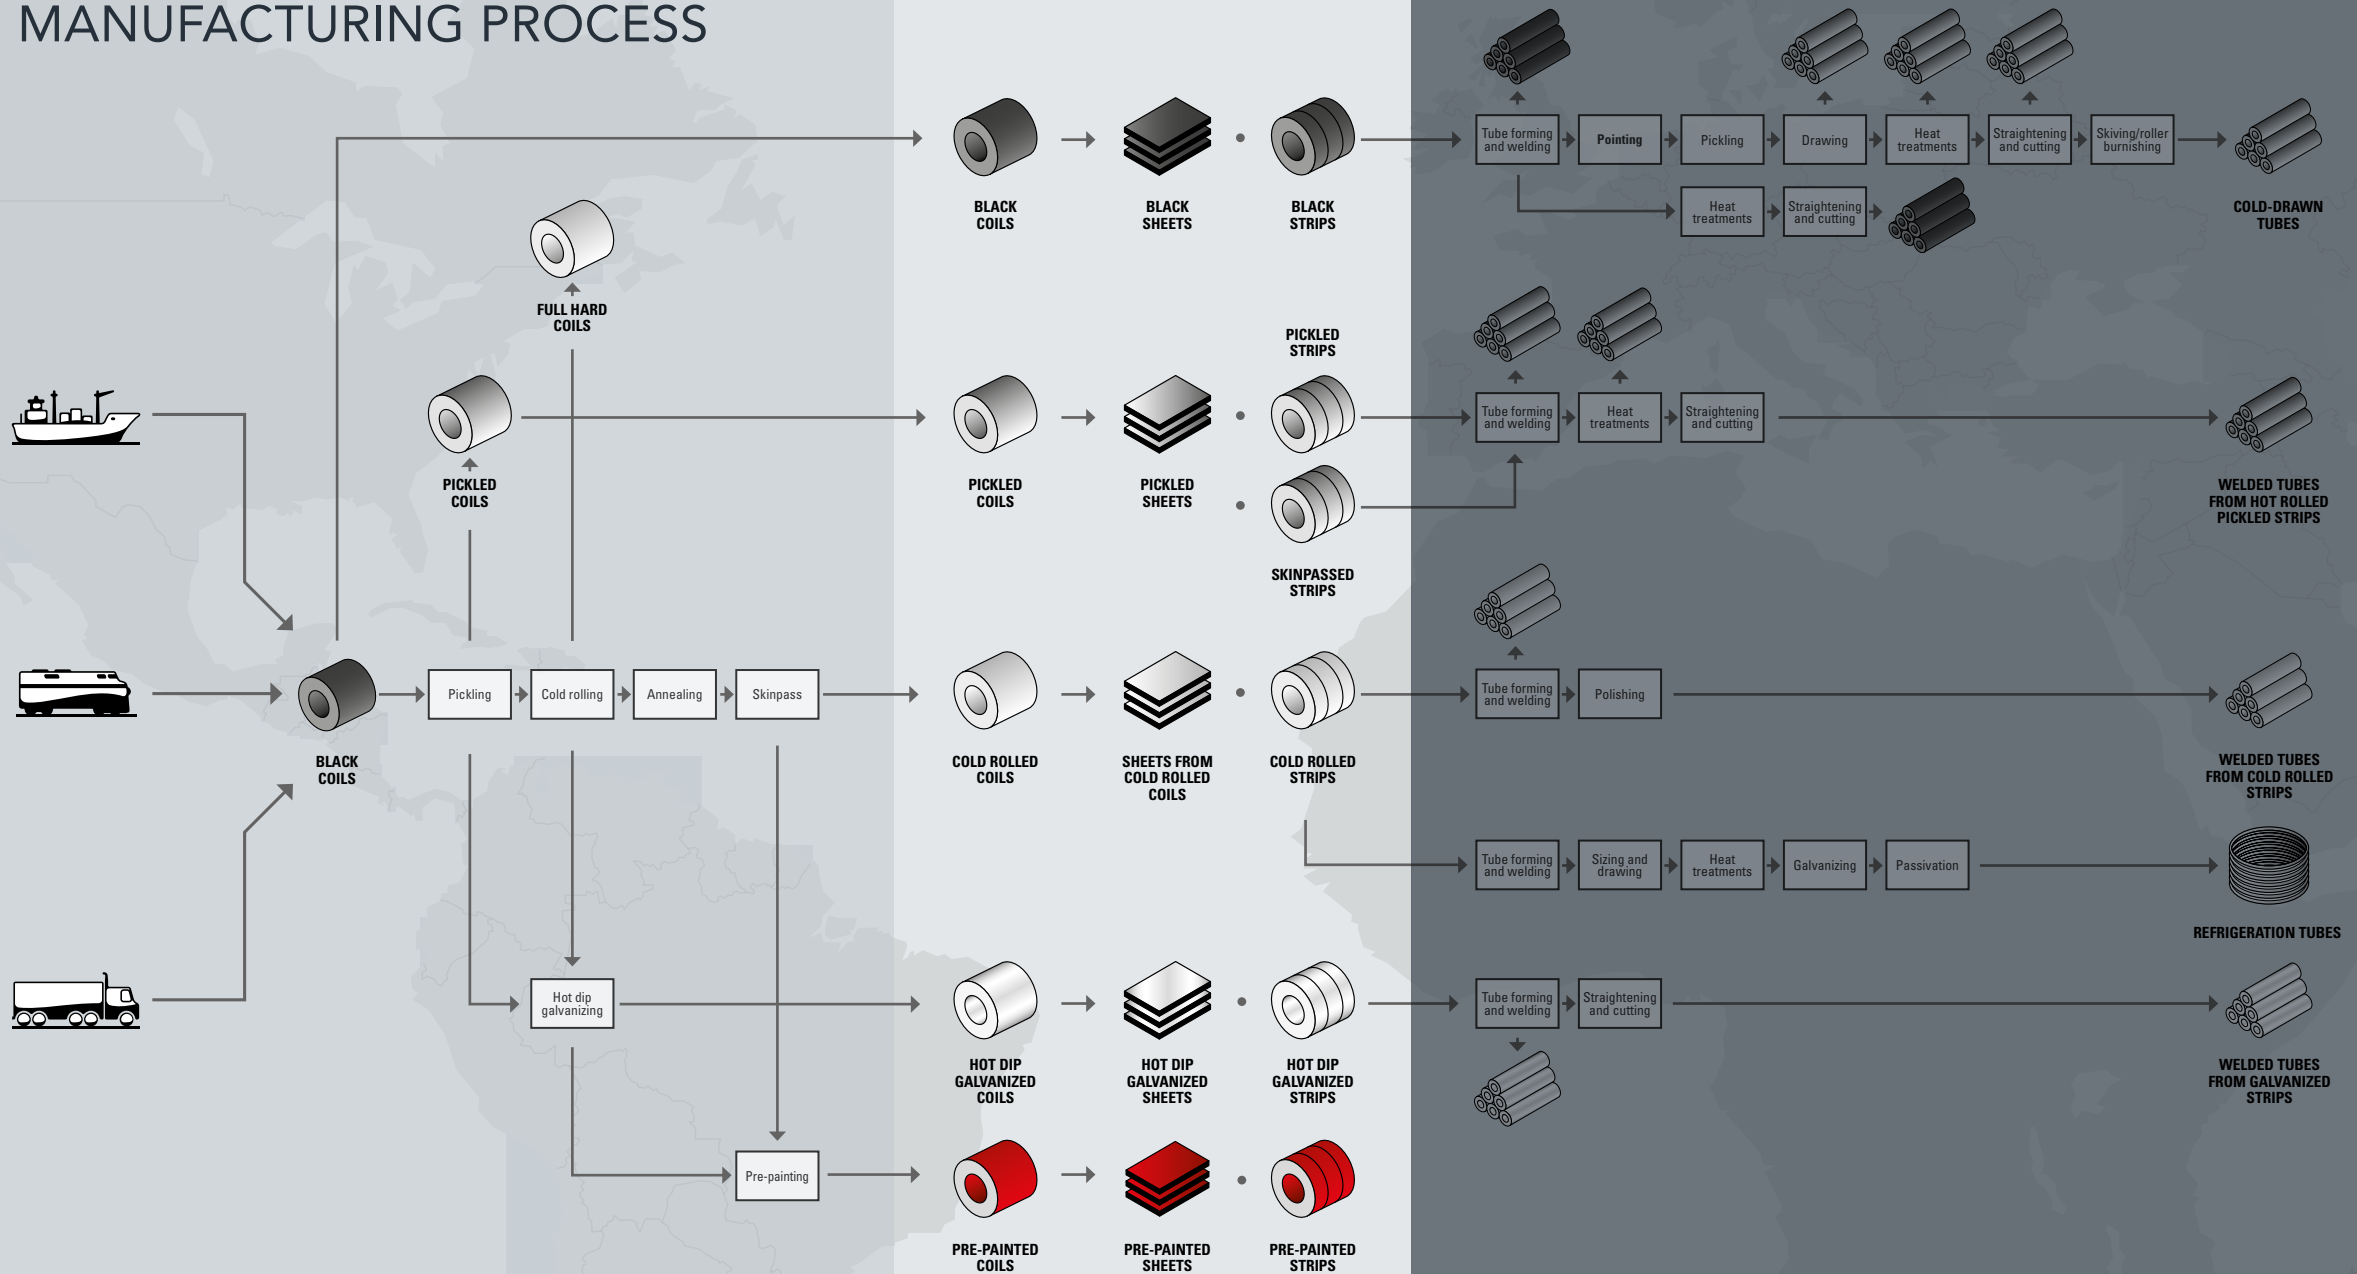 MANUFACTURING PROCESS
Tube forming
and welding
Pointing
Pickling
Drawing
Heat
treatments
Straightening
and cutting
Skiving/roller
burnishing
BLACK
COILS
BLACK
SHEETS
BLACK
STRIPS
Heat
treatments
Straightening
and cutting
COLD-DRAWN
TUBES
FULL HARD
COILS
PICKLED
STRIPS
Tube forming
and welding
Heat
treatments
Straightening
and cutting
PICKLED
COILS
PICKLED
COILS
PICKLED
SHEETS
WELDED TUBES
FROM HOT ROLLED
PICKLED STRIPS
SKINPASSED
STRIPS
Pickling
Cold rolling
Annealing
Skinpass
Tube forming
and welding
Polishing
BLACK
COILS
COLD ROLLED
COILS
SHEETS FROM
COLD ROLLED
COILS
COLD ROLLED
STRIPS
WELDED TUBES
FROM COLD ROLLED
STRIPS
Tube forming
and welding
Sizing and
drawing
Heat
treatments
Galvanizing
Passivation
REFRIGERATION TUBES
Hot dip
galvanizing
Tube forming
and welding
Straightening
and cutting
HOT DIP
GALVANIZED
COILS
HOT DIP
GALVANIZED
SHEETS
HOT DIP
GALVANIZED
STRIPS
WELDED TUBES
FROM GALVANIZED
STRIPS
Pre-painting
PRE-PAINTED
COILS
PRE-PAINTED
SHEETS
PRE-PAINTED
STRIPS